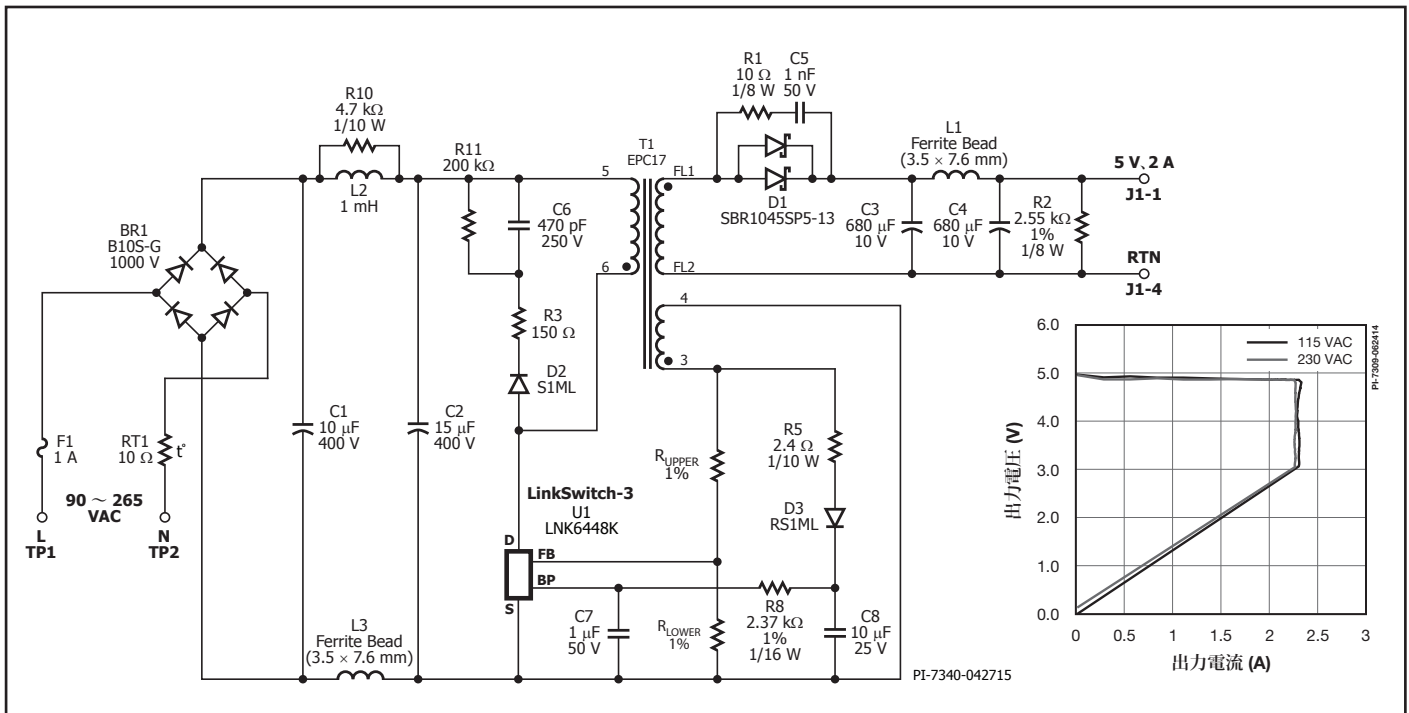 R10
4.7 kΩ
1/10 W
L2
1 mH
R11
200 kΩ
C6
470 pF
250 V
R3
150 Ω
D2
S1ML
BR1
B10S-G
1000 V
F1
1 A
RT1
10 Ω
t°
90 ～ 265
VAC
L
TP1
N
TP2
C1
10 µF
400 V
C2
15 µF
400 V
L3
Ferrite Bead
(3.5 × 7.6 mm)
T1
EPC17
5
6
FL1
FL2
4
3
R1
10 Ω
1/8 W
C5
1 nF
50 V
D1
SBR1045SP5-13
L1
Ferrite Bead
(3.5 × 7.6 mm)
C3
680 µF
10 V
C4
680 µF
10 V
R2
2.55 kΩ
1%
1/8 W
5 V、2 A
J1-1
RTN
J1-4
LinkSwitch-3
U1
LNK6448K
D
FB
BP
S
RUPPER
1%
RLOWER
1%
R5
2.4 Ω
1/10 W
D3
RS1ML
C7
1 µF
50 V
R8
2.37 kΩ
1%
1/16 W
C8
10 µF
25 V
PI-7340-042715
115 VAC
230 VAC
PI-7309-062414
出力電圧 (V)
6.0
5.0
4.0
3.0
2.0
1.0
0.0
0 0.5 1 1.5 2 2.5 3
出力電流 (A)